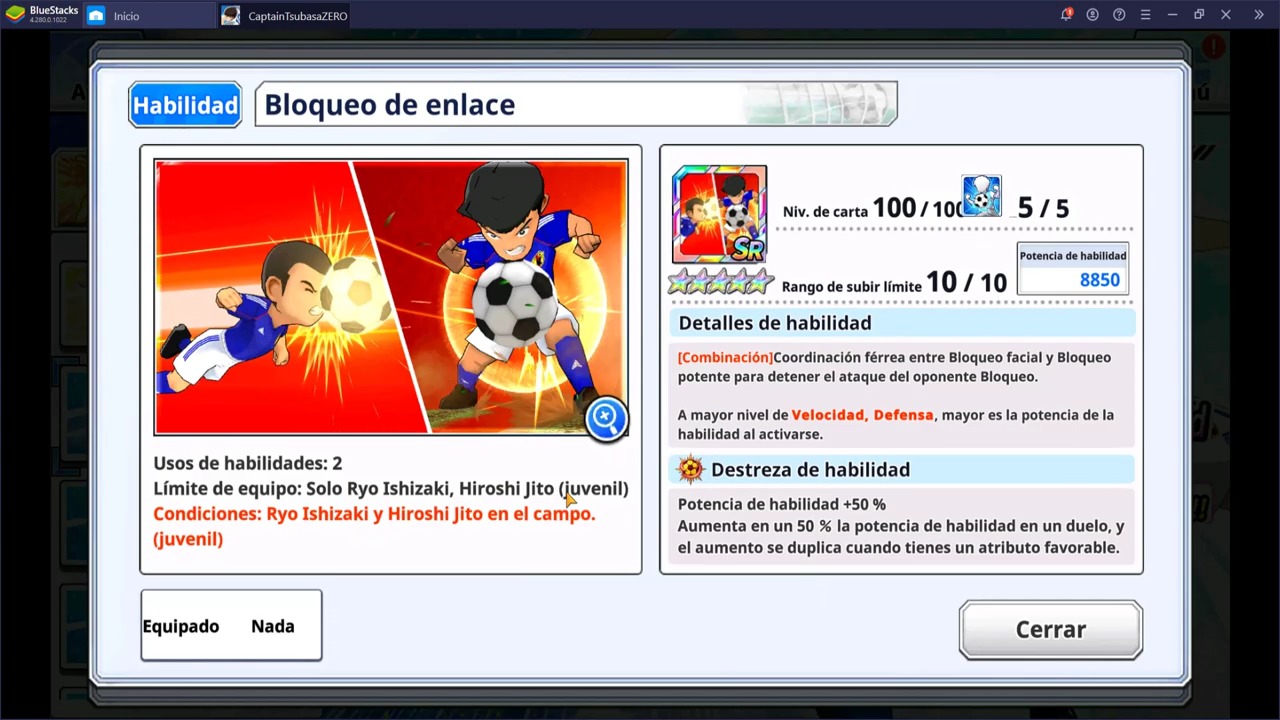 BlueStacks
4.280.0.1022
Inicio
CaptainTsubasaZERO
Habilidad
Bloqueo de enlace
Usos de habilidades: 2
Límite de equipo: Solo Ryo Ishizaki, Hiroshi Jito (juvenil)
Condiciones: Ryo Ishizaki y Hiroshi Jito en el campo.
(juvenil)
Equipado Nada
SR
Niv. de carta 100 / 100
5 / 5
Rango de subir límite 10 / 10
Potencia de habilidad
8850
Detalles de habilidad
[Combinación]Coordinación férrea entre Bloqueo facial y Bloqueo
potente para detener el ataque del oponente Bloqueo.
A mayor nivel de Velocidad, Defensa, mayor es la potencia de la
habilidad al activarse.
Destreza de habilidad
Potencia de habilidad +50 %
Aumenta en un 50 % la potencia de habilidad en un duelo, y
el aumento se duplica cuando tienes un atributo favorable.
Cerrar